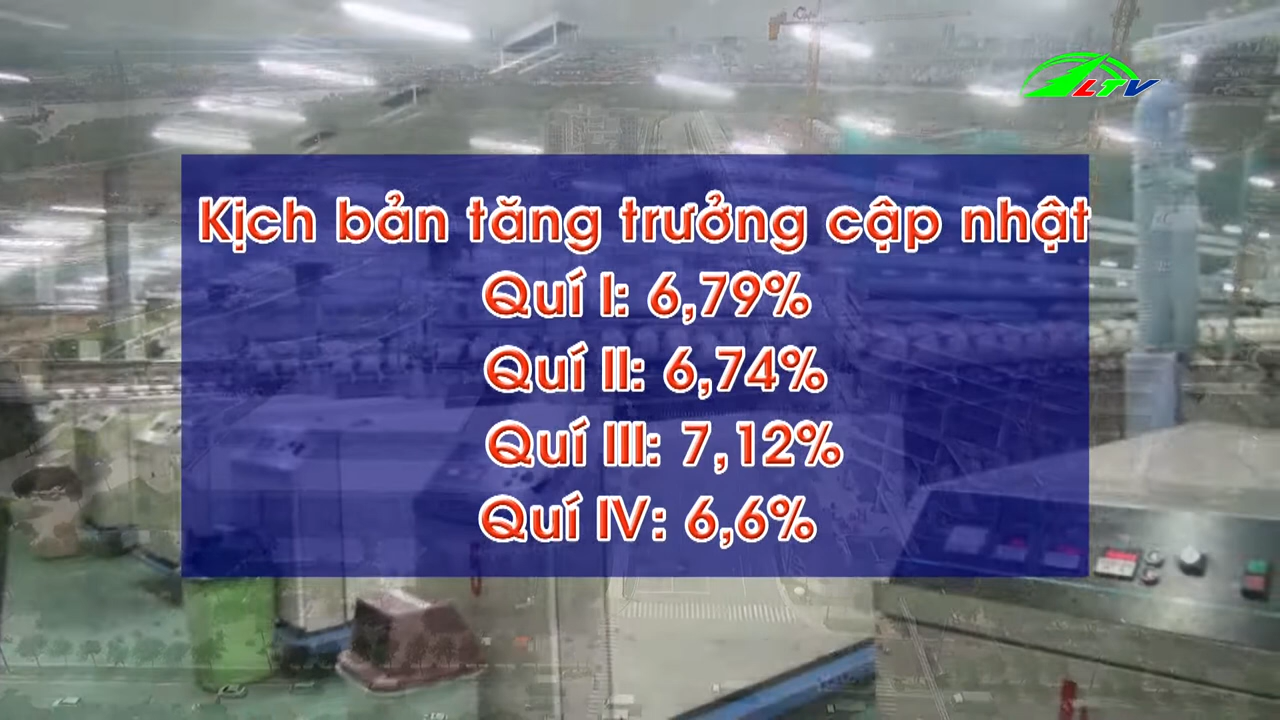 LTV
Kịch bản tăng trưởng cập nhật
Quí I: 6,79%
Quí II: 6,74%
Quí III: 7,12%
Quí IV: 6,6%